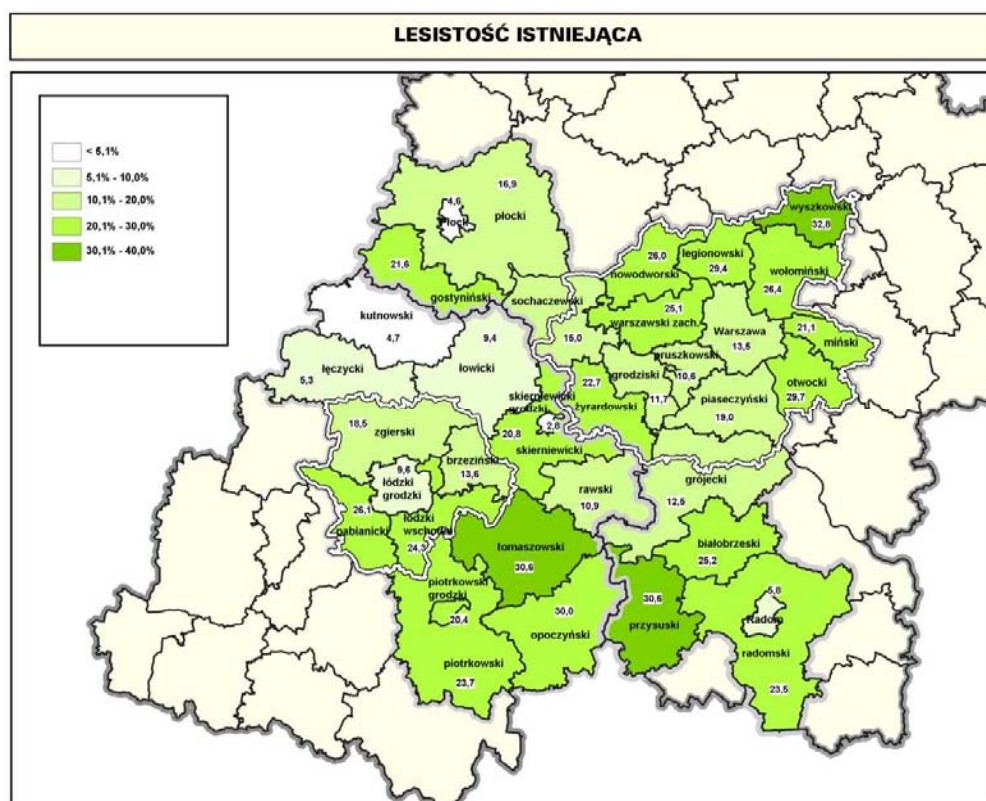 LESISTOŚĆ ISTNIEJĄCA
< 5,1%
5,1% - 10,0%
10,1% - 20,0%
20,1% - 30,0%
30,1% - 40,0%
16,9
4,6
Płock
płocki
wyszkowski
32,8
21,6
gostyniński
26,0
nowodworski
legionowski
29,4
wołomiński
26,4
sochaczewski
15,0
kutnowski
4,7
9,4
łowicki
25,1
warszawski zach.
Warszawa
13,5
21,1
miński
łęczycki
5,3
pruszkowski
10,6
grodziski
11,7
22,7
żyrardowski
otwocki
29,7
piaseczyński
19,0
skierniewicki
grodzki
2,8
20,8
skierniewicki
18,5
zgierski
brzeziński
13,6
9,6
łódzki
grodzki
rawski
10,9
grójecki
12,5
26,1
pabianicki
łódzki
wschodni
24,3
tomaszowski
30,6
białobrzeski
25,2
piotrkowski
grodzki
20,4
30,0
opoczyński
30,6
przysuski
5,8
Radom
radomski
23,5
piotrkowski
23,7